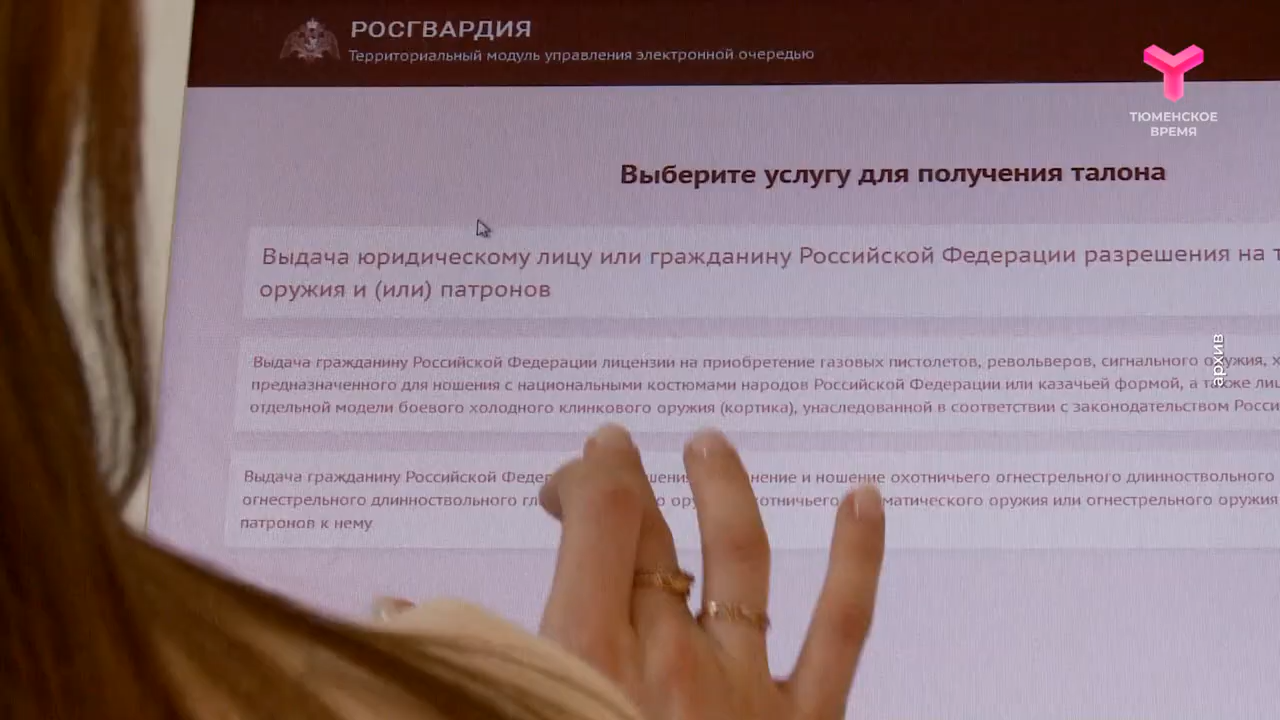 РОСГВАРДИЯ
Территориальный модуль управления электронной очередью
ТЮМЕНСКОЕ
ВРЕМЯ
Выберите услугу для получения талона
Выдача юридическому лицу или гражданину Российской Федерации разрешения на
оружия и (или) патронов
архив
Выдача гражданину Российской Федерации лицензии на приобретение газовых пистолетов, револьверов, сигнального оружия,
предназначенного для ношения с национальными костюмами народов Российской Федерации или казачьей формой, а также
отдельной модели боевого холодного клинкового оружия (кортика), унаследованной в соответствии с законодательством
Выдача гражданину Российской и ношение охотничьего огнестрельного длинноствольного
огнестрельного длинноствольного оружия или огнестрельного оружия
патронов к нему